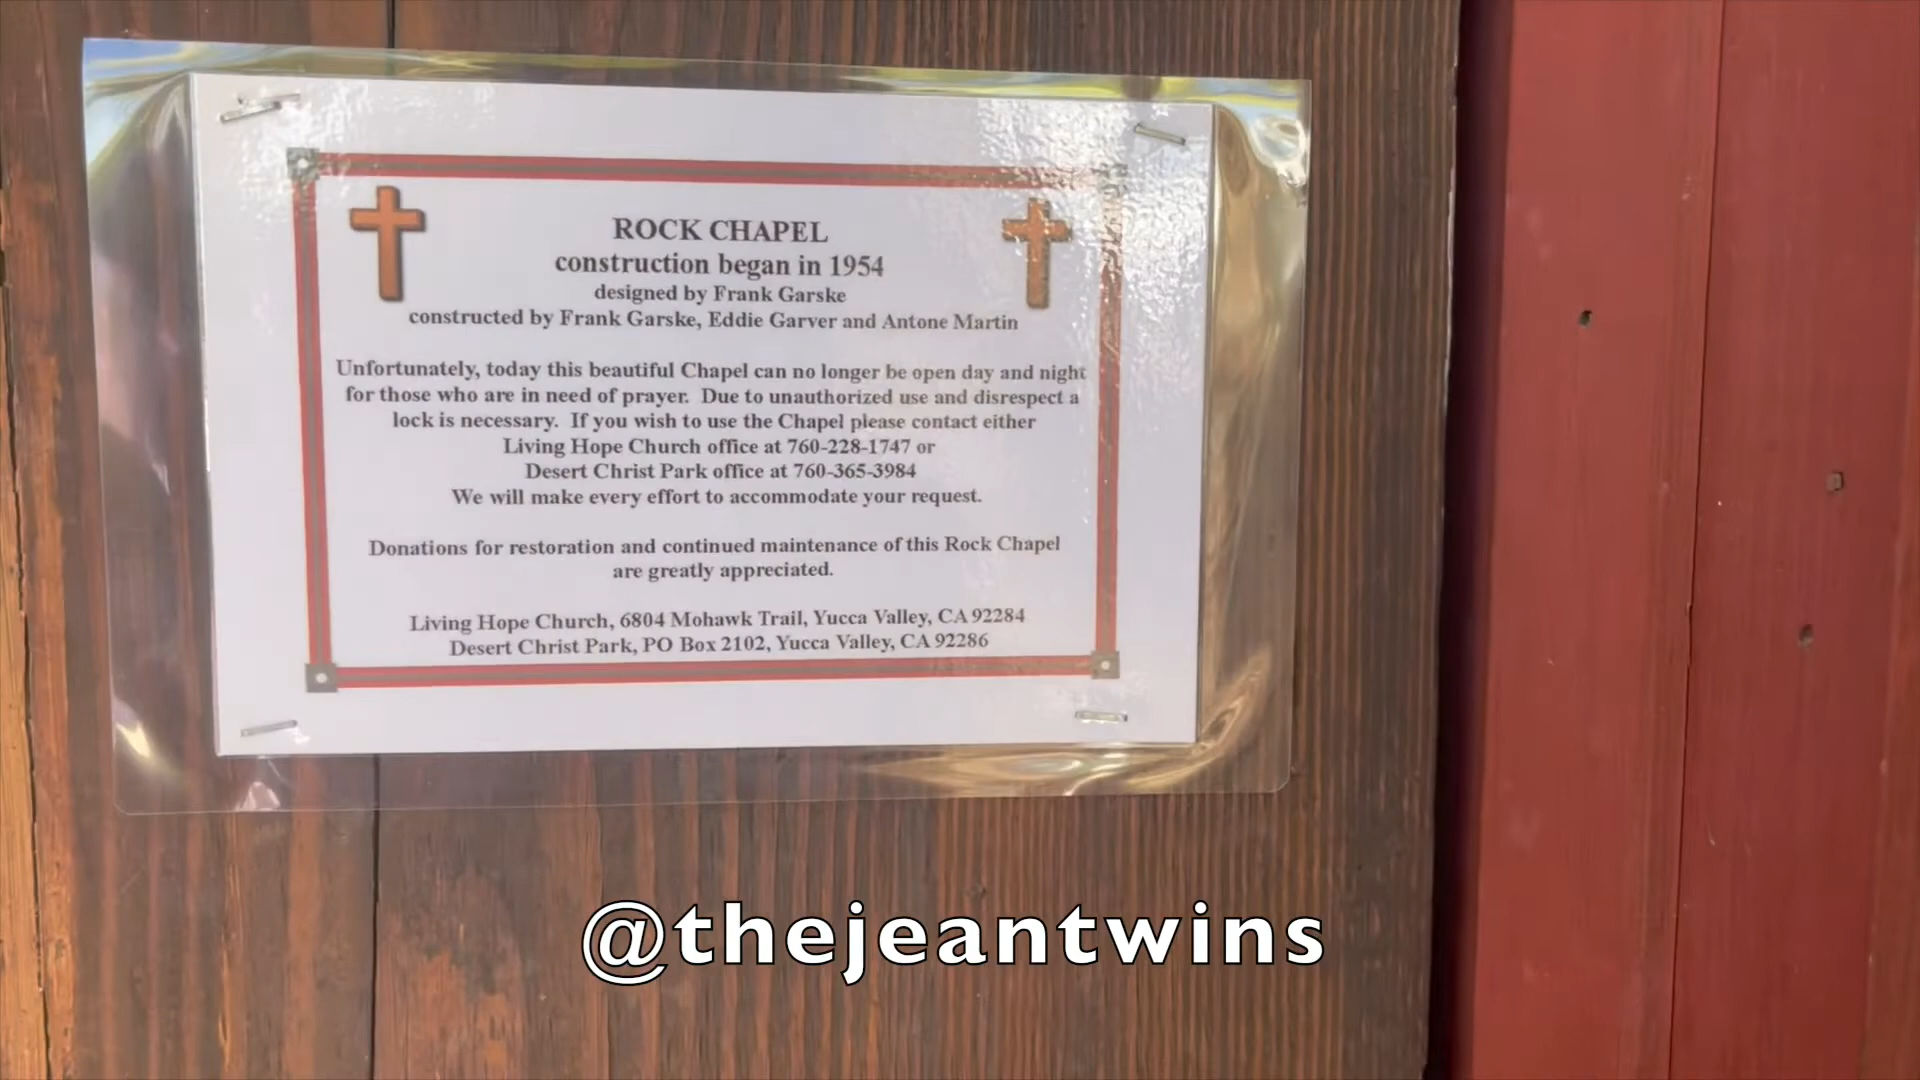 ROCK CHAPEL
construction began in 1954
designed by Frank Garske
constructed by Frank Garske, Eddie Garver and Antone Martin
Unfortunately, today this beautiful Chapel can no longer be open day and night
for those who are in need of prayer.  Due to unauthorized use and disrespect a
lock is necessary.  If you wish to use the Chapel please contact either
Living Hope Church office at 760-228-1747 or
Desert Christ Park office at 760-365-3984
We will make every effort to accommodate your request.
Donations for restoration and continued maintenance of this Rock Chapel
are greatly appreciated.
Living Hope Church, 6804 Mohawk Trail, Yucca Valley, CA 92284
Desert Christ Park, PO Box 2102, Yucca Valley, CA 92286
@thejeantwins